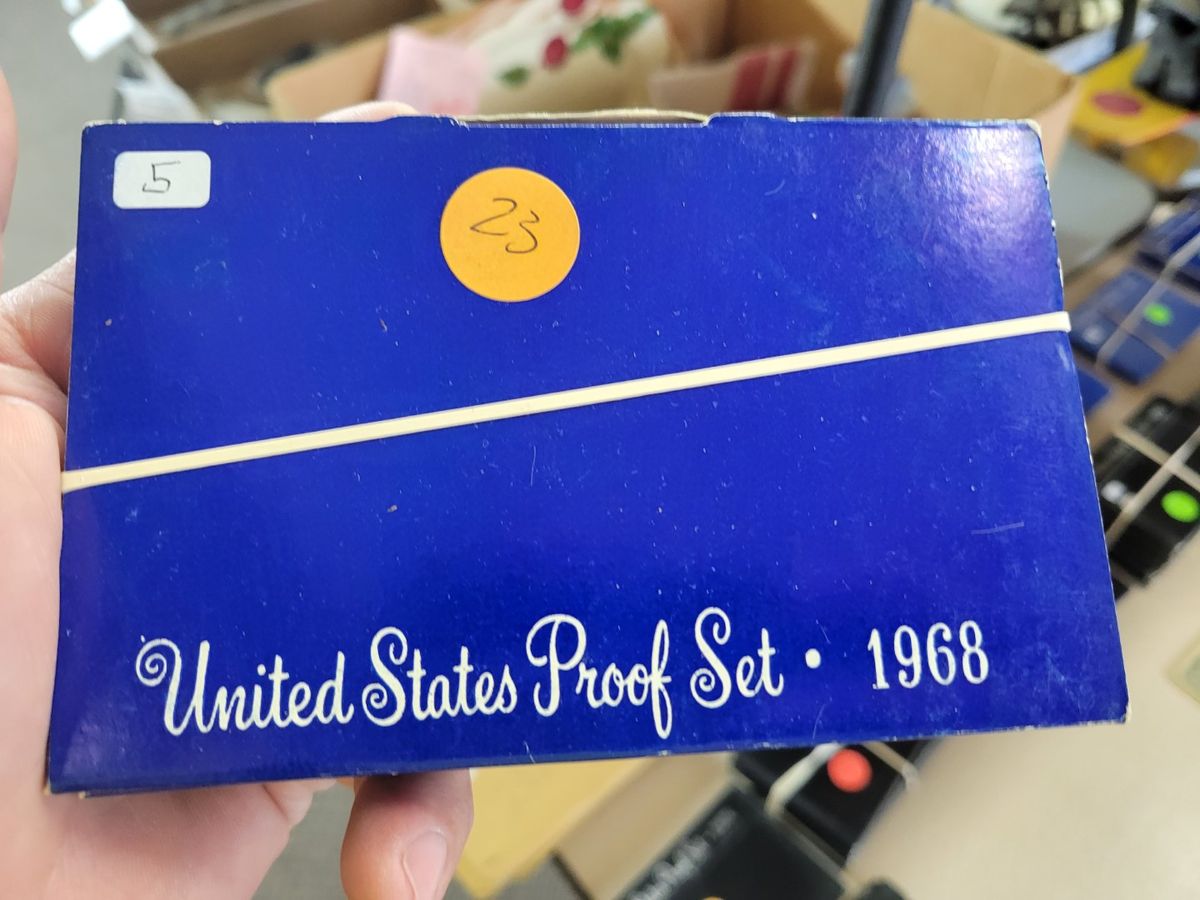 5
23
United States Proof Set • 1968